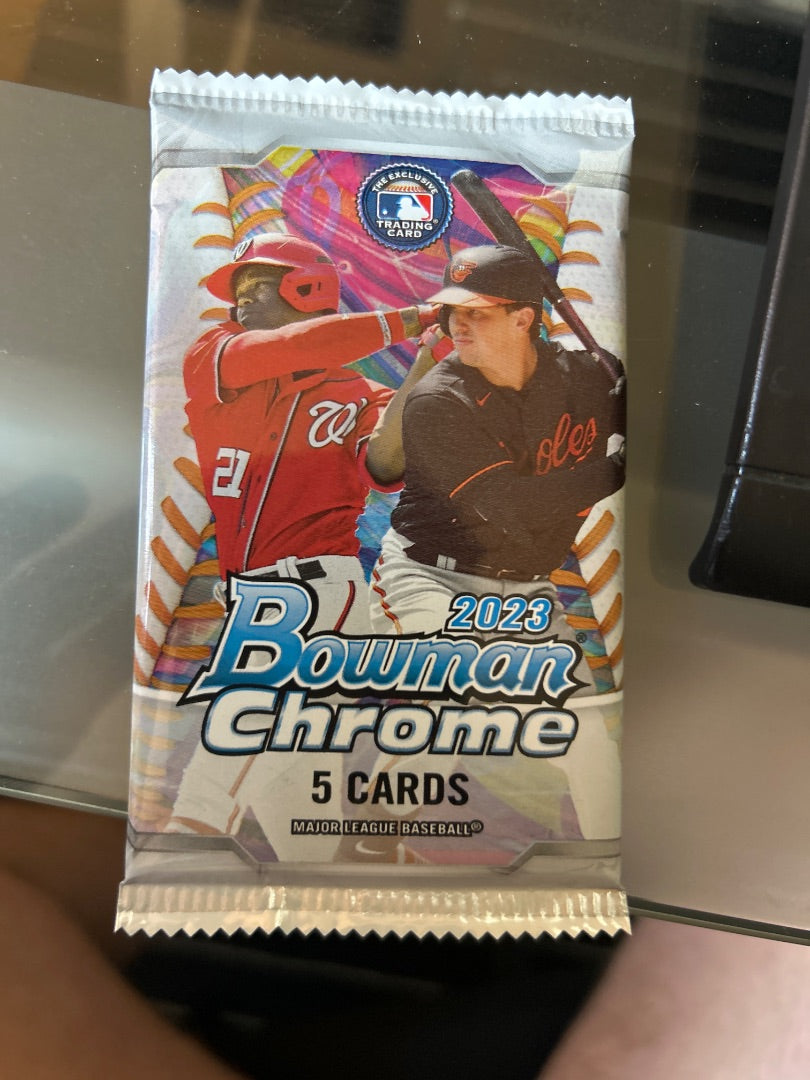 THE EXCLUSIVE
TRADING
CARD
W
21
oles
2023
Bowman®
Chrome
5 CARDS
MAJOR LEAGUE BASEBALL®